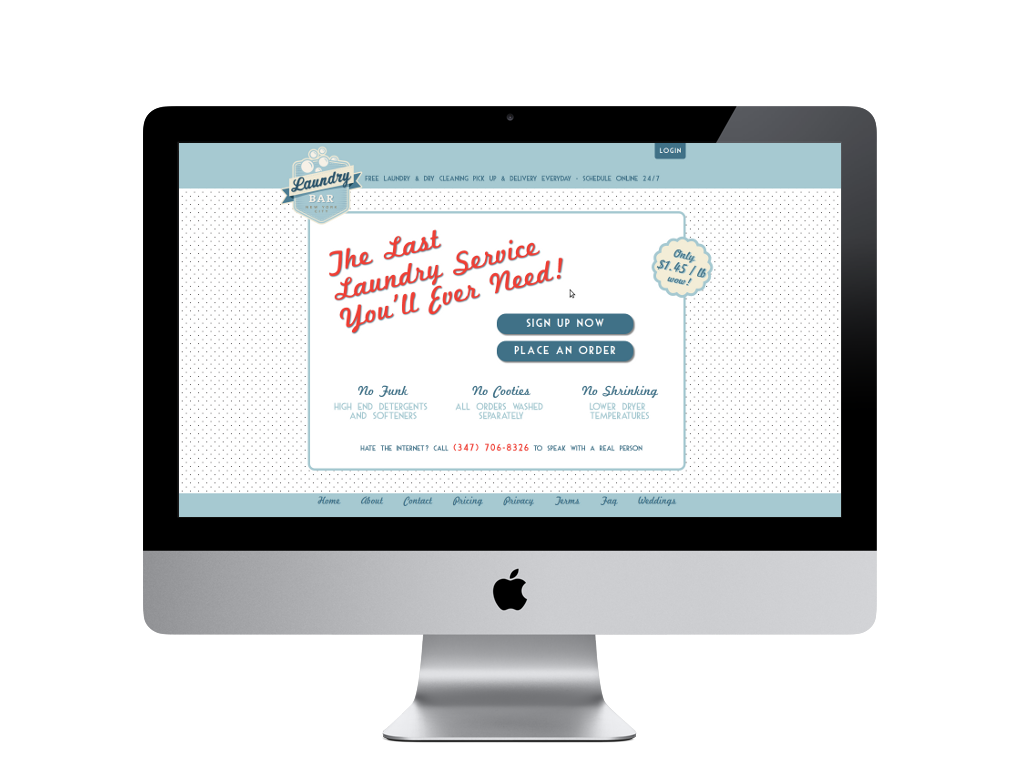 LOGIN
Laundry
BAR
NEW YORK
CITY
FREE LAUNDRY & DRY CLEANING PICK UP & DELIVERY EVERYDAY - SCHEDULE ONLINE 24/7
The Last
Laundry Service
You'll Ever Need!
Only
$1.45 / lb
wow!
SIGN UP NOW
PLACE AN ORDER
No Funk
HIGH END DETERGENTS
AND SOFTENERS
No Cooties
ALL ORDERS WASHED
SEPARATELY
No Shrinking
LOWER DRYER
TEMPERATURES
HATE THE INTERNET? CALL (347) 706-8326 TO SPEAK WITH A REAL PERSON
Home About Contact Pricing Privacy Terms Faq Weddings